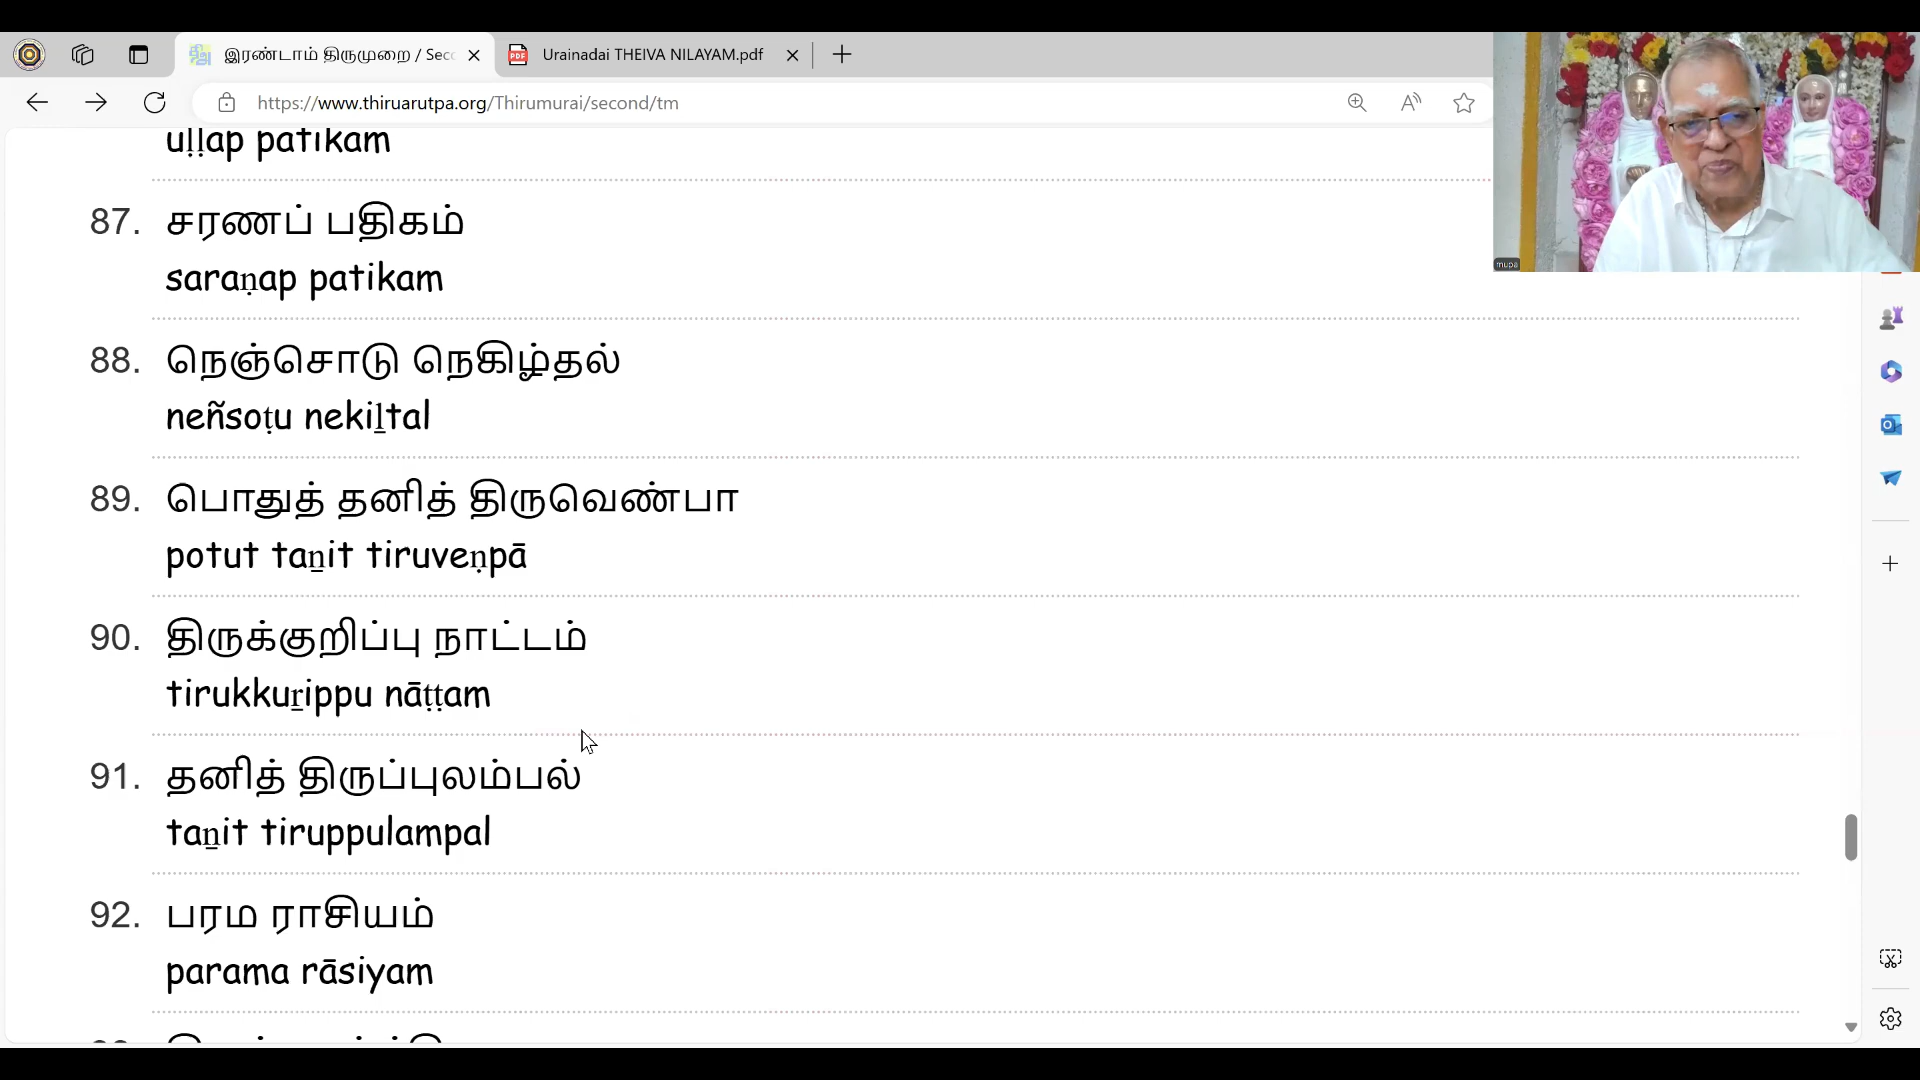 இரண்டாம் திருமுறை / Sec
Urainadai THEIVA NILAYAM.pdf
https://www.thiruarutpa.org/Thirumurai/second/tm
uḷḷap patikam
87. சரணப் பதிகம்
saraṇap patikam
88. நெஞ்சொடு நெகிழ்தல்
neñsoṭu nekiḻtal
89. பொதுத் தனித் திருவெண்பா
potut taṉit tiruveṇpā
90. திருக்குறிப்பு நாட்டம்
tirukkuṟippu nāṭṭam
91. தனித் திருப்புலம்பல்
taṉit tiruppulampal
92. பரம ராசியம்
parama rāsiyam
mupa